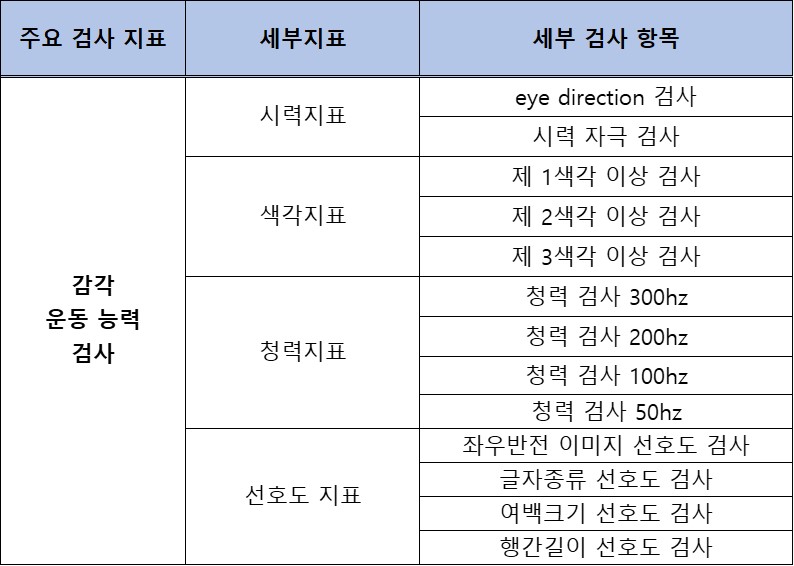 주요 검사 지표
세부지표
세부 검사 항목
감각
운동 능력
검사
시력지표
eye direction 검사
시력 자극 검사
색각지표
제 1색각 이상 검사
제 2색각 이상 검사
제 3색각 이상 검사
청력지표
청력 검사 300hz
청력 검사 200hz
청력 검사 100hz
청력 검사 50hz
선호도 지표
좌우반전 이미지 선호도 검사
글자종류 선호도 검사
여백크기 선호도 검사
행간길이 선호도 검사